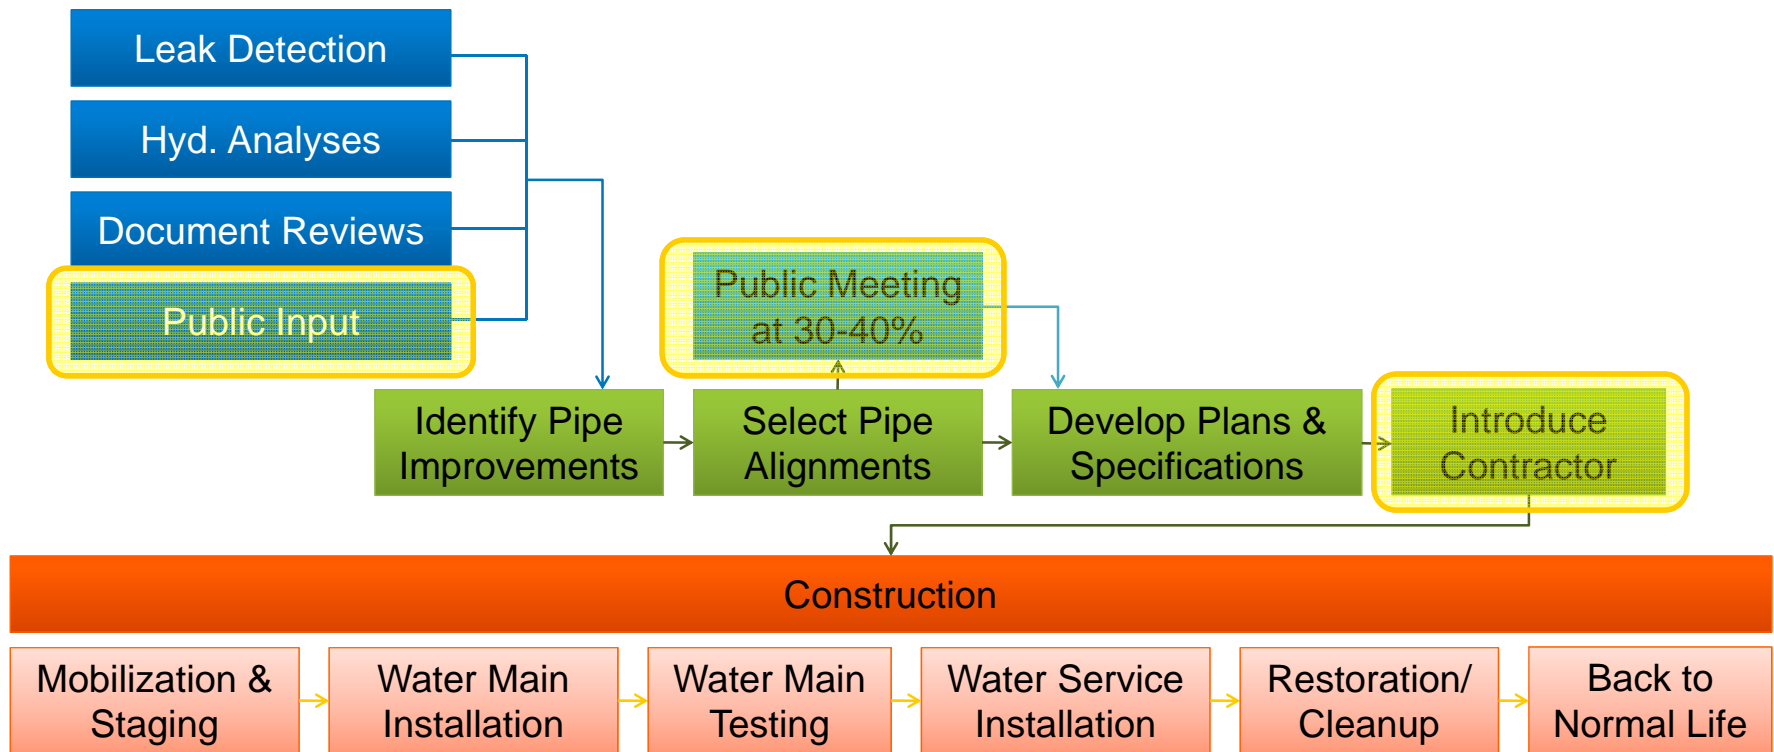 Leak Detection
Hyd. Analyses
Document Reviews
Public Input
Public Meeting
at 30-40%
Identify Pipe
Improvements
Select Pipe
Alignments
Develop Plans &
Specifications
Introduce
Contractor
Construction
Mobilization &
Staging
Water Main
Installation
Water Main
Testing
Water Service
Installation
Restoration/
Cleanup
Back to
Normal Life